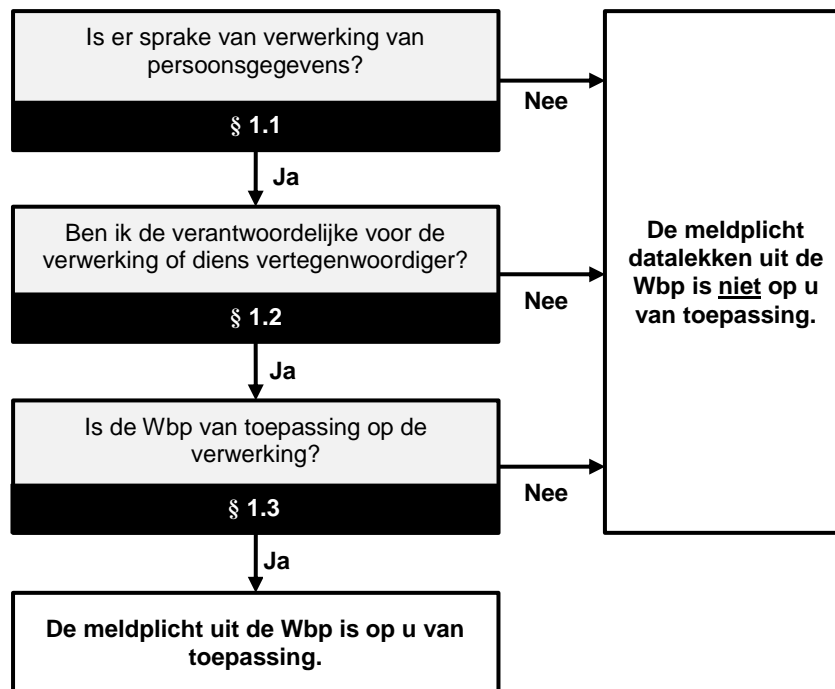 Is er sprake van verwerking van
persoonsgegevens?
§ 1.1
Nee
Ja
Ben ik de verantwoordelijke voor de
verwerking of diens vertegenwoordiger?
§ 1.2
Nee
Ja
Is de Wbp van toepassing op de
verwerking?
§ 1.3
Nee
Ja
De meldplicht uit de Wbp is op u van
toepassing.
De meldplicht
datalekken uit de
Wbp is niet op u
van toepassing.